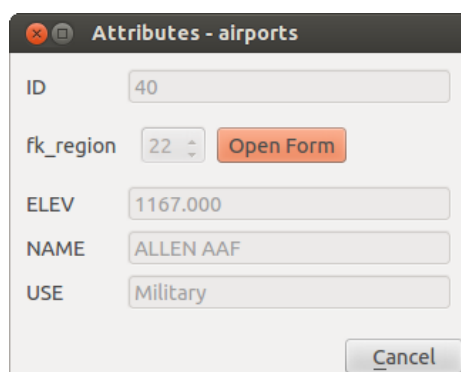 Attributes - airports
ID 40
fk_region 22 Open Form
ELEV 1167.000
NAME ALLEN AAF
USE Military
Cancel